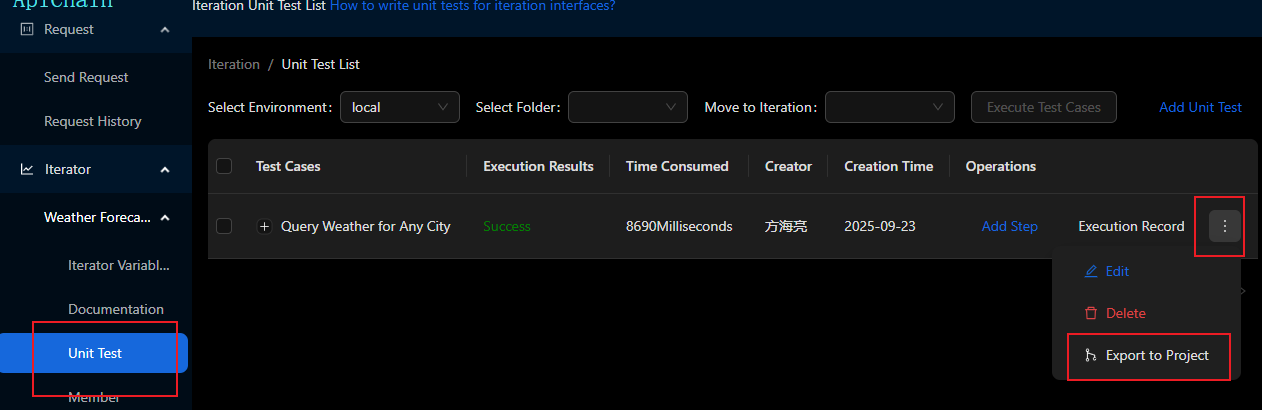 ApiChain
Iteration Unit Test List How to write unit tests for iteration interfaces?
Request
Send Request
Request History
Iterator
Weather Foreca...
Iterator Variabl...
Documentation
Unit Test
Member
Iteration / Unit Test List
Select Environment: local Select Folder: Move to Iteration: Execute Test Cases Add Unit Test
Test Cases Execution Results Time Consumed Creator Creation Time Operations
Query Weather for Any City Success 8690Milliseconds 方海亮 2025-09-23 Add Step Execution Record
Edit
Delete
Export to Project